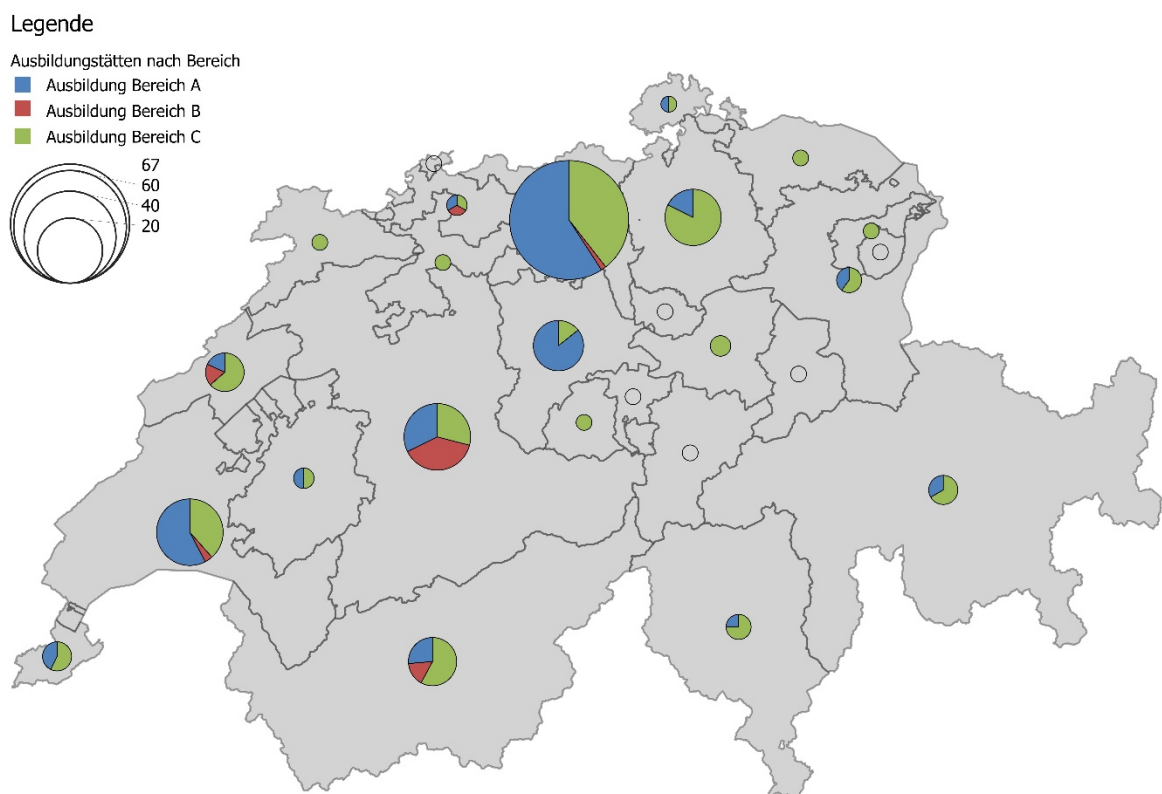 Legende
Ausbildungstätten nach Bereich
Ausbildung Bereich A
Ausbildung Bereich B
Ausbildung Bereich C
67
60
40
20